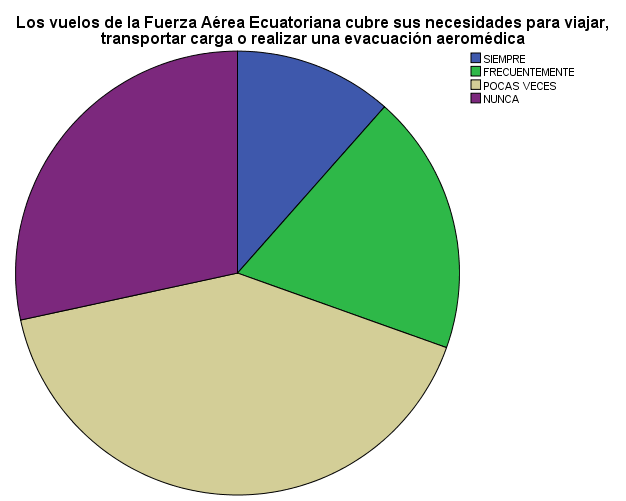 Los vuelos de la Fuerza Aérea Ecuatoriana cubre sus necesidades para viajar,
transportar carga o realizar una evacuación aeromédica
SIEMPRE
FRECUENTEMENTE
POCAS VECES
NUNCA